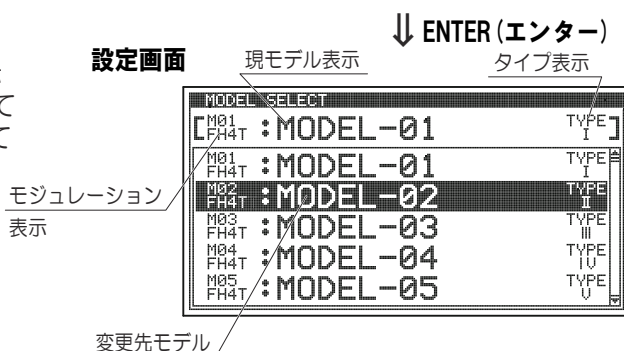 ⇓ ENTER(エンター)
設定画面
現モデル表示
タイプ表示
て
て
MODEL SELECT
[M01 FH4T :MODEL-01 TYPE I]
M01 FH4T :MODEL-01 TYPE I
M02 FH4T :MODEL-02 TYPE II
M03 FH4T :MODEL-03 TYPE III
M04 FH4T :MODEL-04 TYPE IV
M05 FH4T :MODEL-05 TYPE V
モジュレーション
表示
変更先モデル